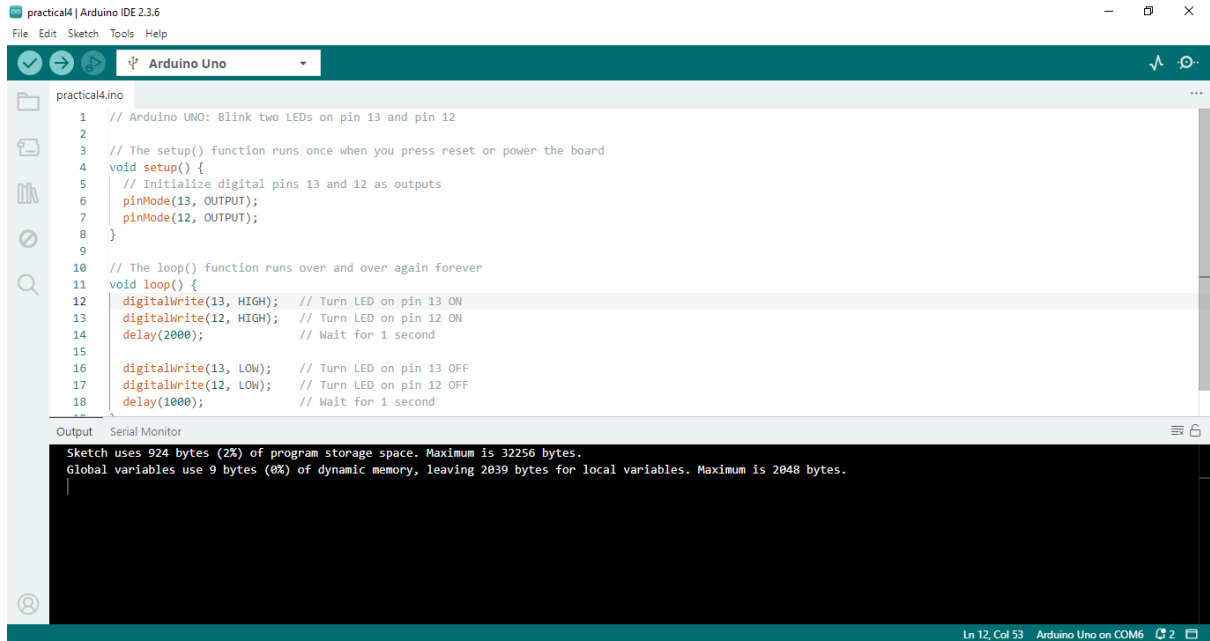 practical4 | Arduino IDE 2.3.6
File Edit Sketch Tools Help
Arduino Uno
practical4.ino
1 // Arduino UNO: Blink two LEDs on pin 13 and pin 12
2
3 // The setup() function runs once when you press reset or power the board
4 void setup() {
5 // Initialize digital pins 13 and 12 as outputs
6 pinMode(13, OUTPUT);
7 pinMode(12, OUTPUT);
8 }
9
10 // The loop() function runs over and over again forever
11 void loop() {
12 digitalWrite(13, HIGH); // Turn LED on pin 13 ON
13 digitalWrite(12, HIGH); // Turn LED on pin 12 ON
14 delay(2000); // Wait for 1 second
15
16 digitalWrite(13, LOW); // Turn LED on pin 13 OFF
17 digitalWrite(12, LOW); // Turn LED on pin 12 OFF
18 delay(1000); // Wait for 1 second
Output Serial Monitor
Sketch uses 924 bytes (2%) of program storage space. Maximum is 32256 bytes.
Global variables use 9 bytes (0%) of dynamic memory, leaving 2039 bytes for local variables. Maximum is 2048 bytes.
Ln 12, Col 53 Arduino Uno on COM6 2